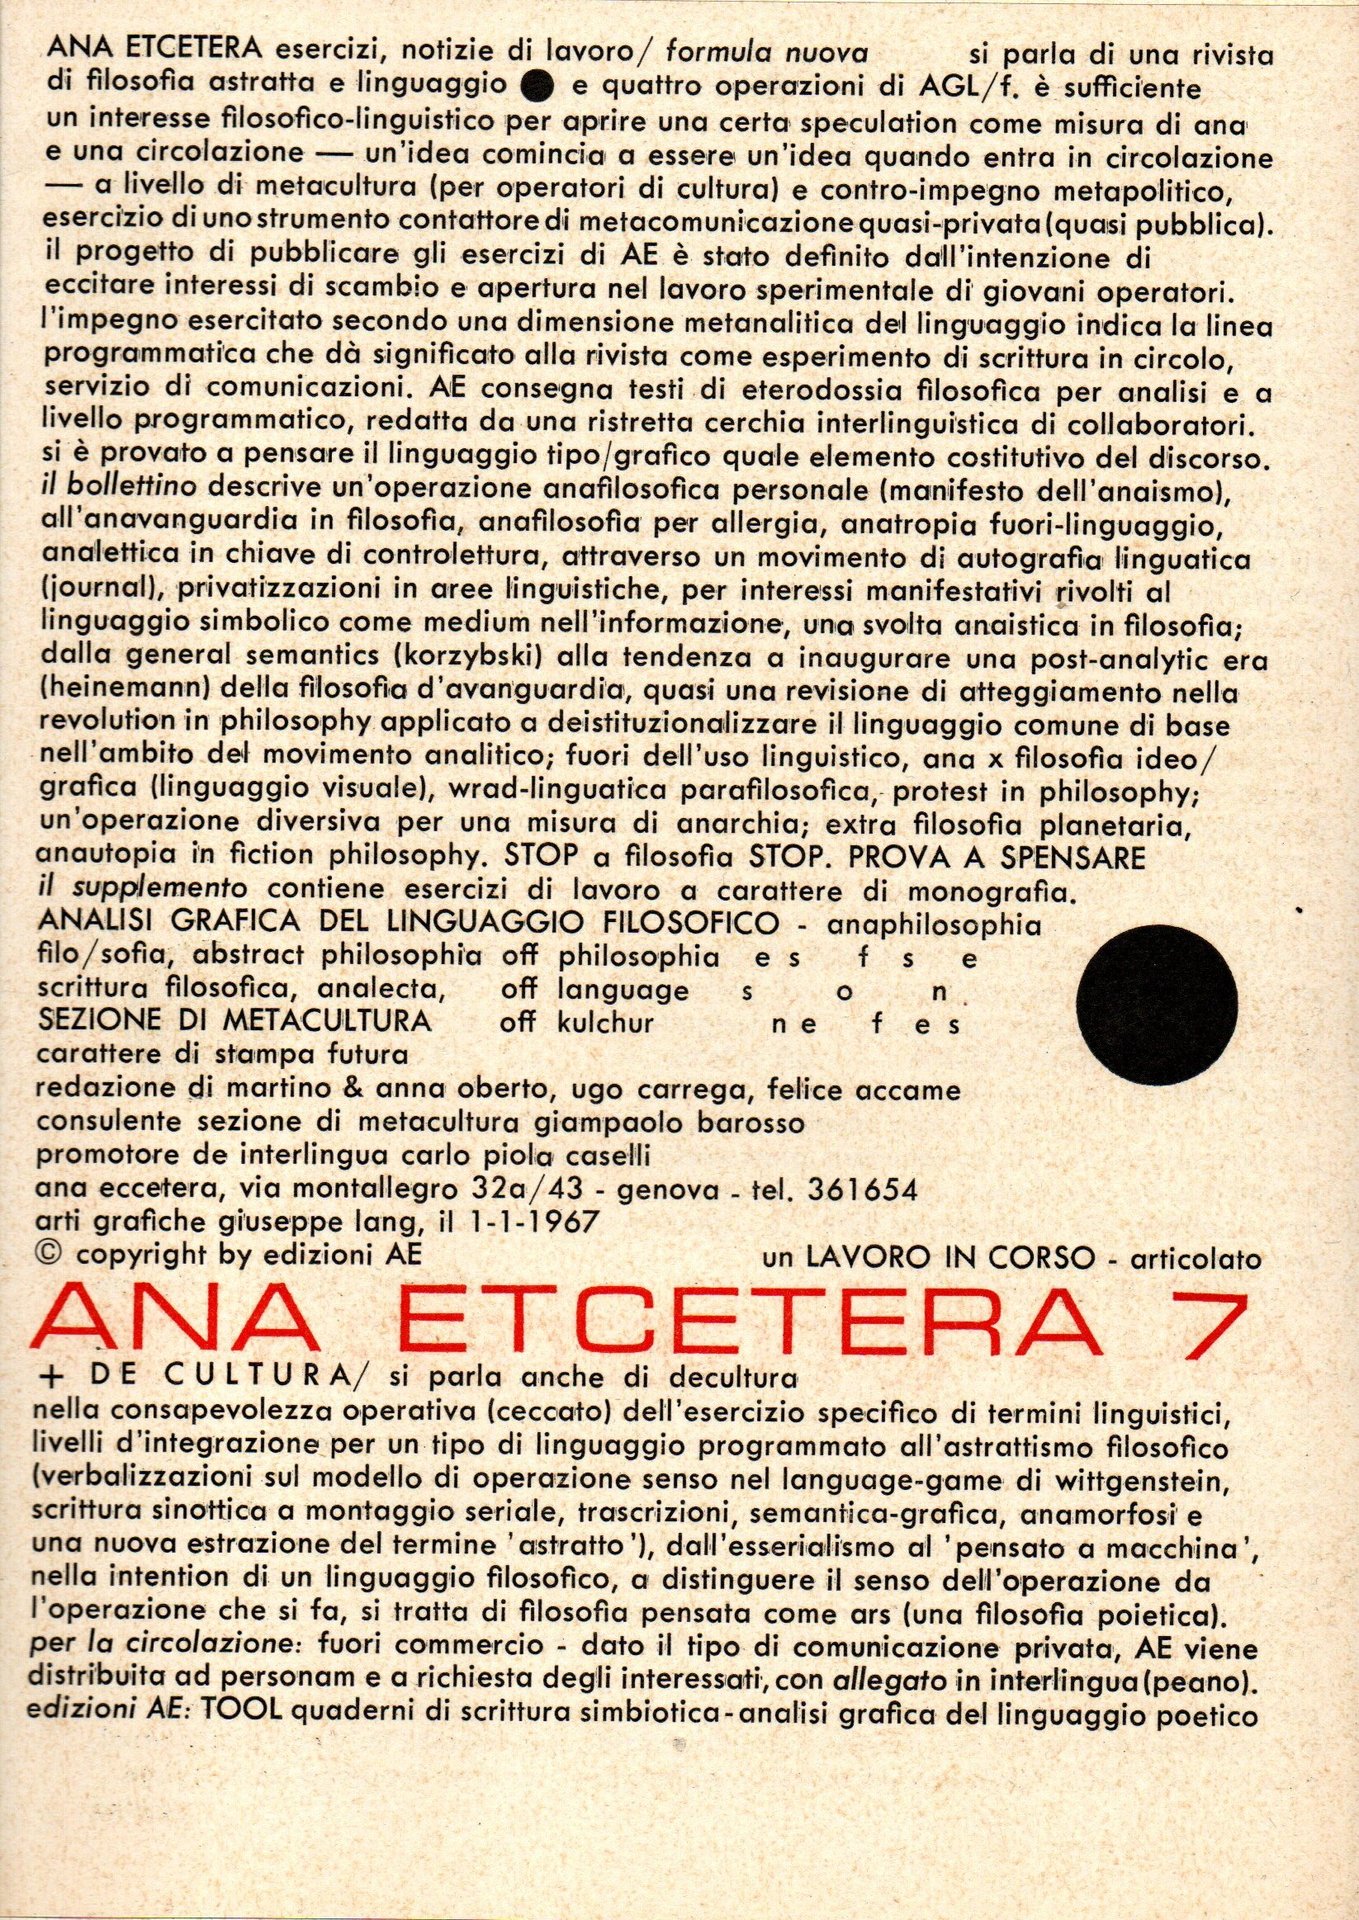 ANA ETCETERA esercizi, notizie di lavoro/ formula nuova si parla di una rivista
di filosofia astratta e linguaggio ● e quattro operazioni di AGL/f. è sufficiente
un interesse filosofico-linguistico per aprire una certa speculation come misura di ana
e una circolazione — un'idea comincia a essere un'idea quando entra in circolazione
— a livello di metacultura (per operatori di cultura) e contro-impegno metapolitico,
esercizio di uno strumento contattore di metacomunicazione quasi-privata (quasi pubblica).
il progetto di pubblicare gli esercizi di AE è stato definito dall'intenzione di
eccitare interessi di scambio e apertura nel lavoro sperimentale di giovani operatori.
l'impegno esercitato secondo una dimensione metanalitica del linguaggio indica la linea
programmatica che dà significato alla rivista come esperimento di scrittura in circolo,
servizio di comunicazioni. AE consegna testi di eterodossia filosofica per analisi e a
livello programmatico, redatta da una ristretta cerchia interlinguistica di collaboratori.
si è provato a pensare il linguaggio tipo/grafico quale elemento costitutivo del discorso.
il bollettino descrive un'operazione anafilosofica personale (manifesto dell'anaismo),
all'anavanguardia in filosofia, anafilosofia per allergia, anatropia fuori-linguaggio,
analettica in chiave di controlettura, attraverso un movimento di autografia linguatica
(journal), privatizzazioni in aree linguistiche, per interessi manifestativi rivolti al
linguaggio simbolico come medium nell'informazione, una svolta anaistica in filosofia;
dalla general semantics (korzybski) alla tendenza a inaugurare una post-analytic era
(heinemann) della filosofia d'avanguardia, quasi una revisione di atteggiamento nella
revolution in philosophy applicato a deistituzionalizzare il linguaggio comune di base
nell'ambito del movimento analitico; fuori dell'uso linguistico, ana x filosofia ideo/
grafica (linguaggio visuale), wrad-linguatica parafilosofica, protest in philosophy;
un'operazione diversiva per una misura di anarchia; extra filosofia planetaria,
anautopia in fiction philosophy. STOP a filosofia STOP. PROVA A SPENSARE
il supplemento contiene esercizi di lavoro a carattere di monografia.
ANALISI GRAFICA DEL LINGUAGGIO FILOSOFICO - anaphilosophia
filo/sofia, abstract philosophia off philosophia e s f s e
scrittura filosofica, analecta, off language s o n
SEZIONE DI METACULTURA off kulchur n e f e s
carattere di stampa futura
redazione di martino & anna oberto, ugo carrega, felice accame
consulente sezione di metacultura giampaolo barosso
promotore de interlingua carlo piola caselli
ana eccetera, via montallegro 32a/43 - genova - tel. 361654
arti grafiche giuseppe lang, il 1-1-1967
© copyright by edizioni AE un LAVORO IN CORSO - articolato
ANA ETCETERA 7
+ DE CULTURA/ si parla anche di decultura
nella consapevolezza operativa (ceccato) dell'esercizio specifico di termini linguistici,
livelli d'integrazione per un tipo di linguaggio programmato all'astrattismo filosofico
(verbalizzazioni sul modello di operazione senso nel language-game di wittgenstein,
scrittura sinottica a montaggio seriale, trascrizioni, semantica-grafica, anamorfosi e
una nuova estrazione del termine 'astratto'), dall'esserialismo al 'pensato a macchina',
nella intention di un linguaggio filosofico, a distinguere il senso dell'operazione da
l'operazione che si fa, si tratta di filosofia pensata come ars (una filosofia poietica).
per la circolazione: fuori commercio - dato il tipo di comunicazione privata, AE viene
distribuita ad personam e a richiesta degli interessati, con allegato in interlingua (peano).
edizioni AE: TOOL quaderni di scrittura simbiotica-analisi grafica del linguaggio poetico